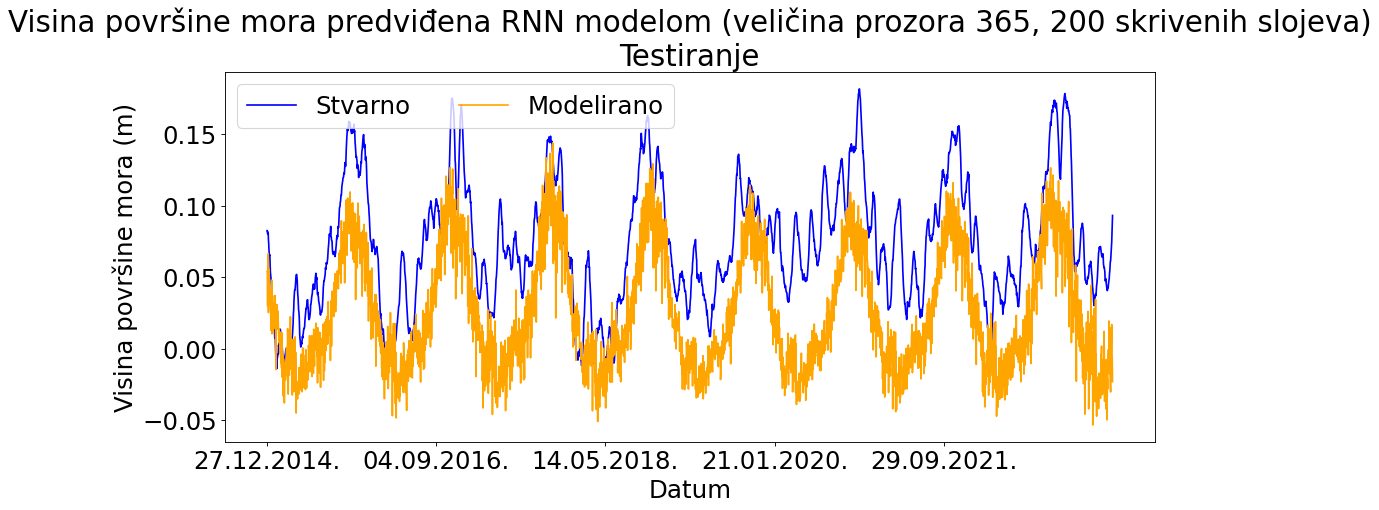 Visina površine mora predviđena RNN modelom (veličina prozora 365, 200 skrivenih slojeva)
Testiranje
Stvarno Modelirano
Visina površine mora (m)
0.15
0.10
0.05
0.00
−0.05
27.12.2014. 04.09.2016. 14.05.2018. 21.01.2020. 29.09.2021.
Datum